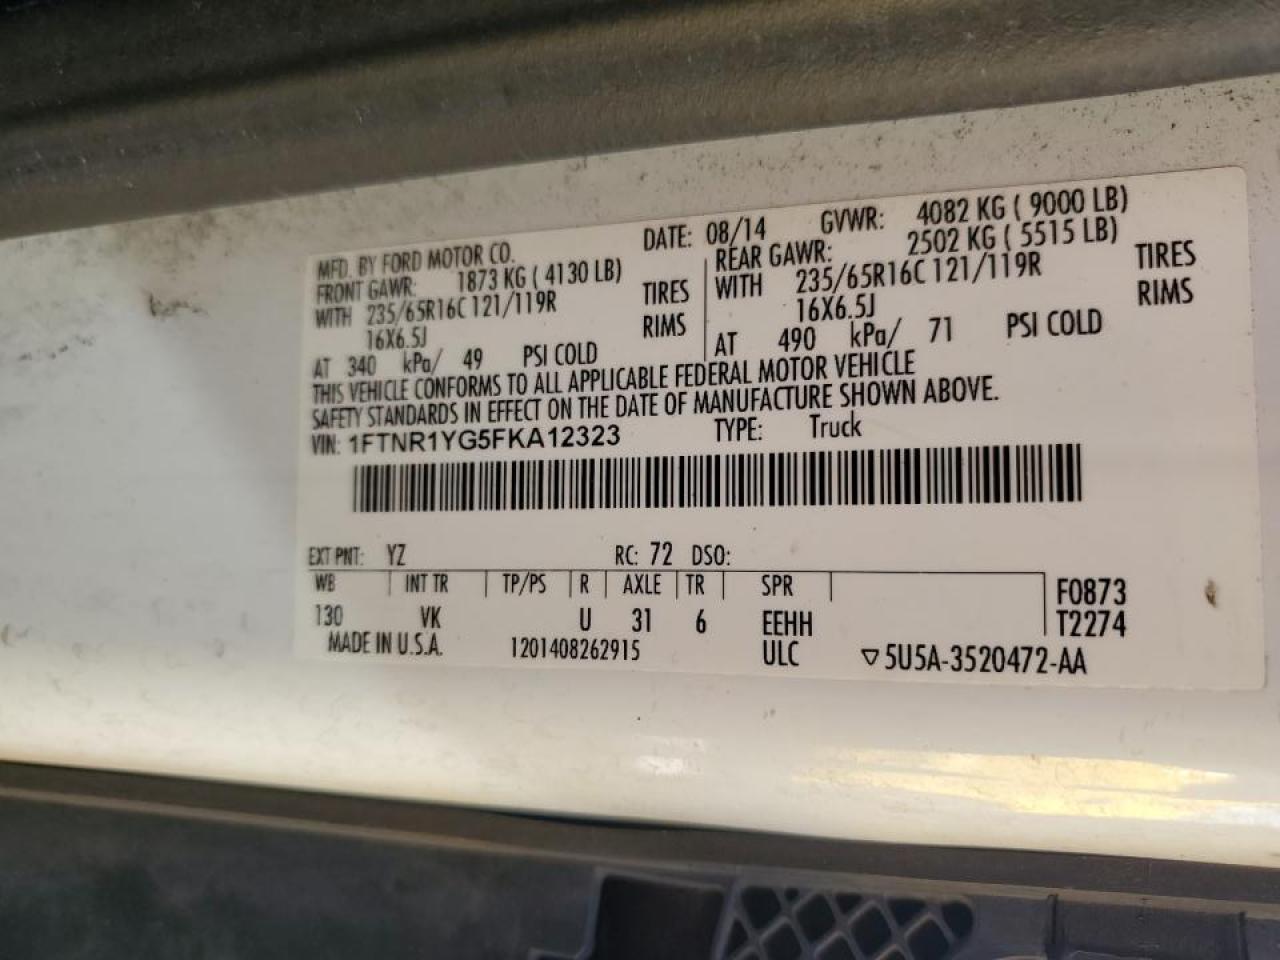 MFD. BY FORD MOTOR CO. DATE: 08/14 GVWR: 4082 KG ( 9000 LB)
FRONT GAWR: 1873 KG ( 4130 LB) REAR GAWR: 2502 KG ( 5515 LB)
WITH 235/65R16C 121/119R TIRES WITH 235/65R16C 121/119R TIRES
16X6.5J RIMS 16X6.5J RIMS
AT 340 kPa/ 49 PSI COLD AT 490 kPa/ 71 PSI COLD
THIS VEHICLE CONFORMS TO ALL APPLICABLE FEDERAL MOTOR VEHICLE
SAFETY STANDARDS IN EFFECT ON THE DATE OF MANUFACTURE SHOWN ABOVE.
VIN: 1FTNR1YG5FKA12323 TYPE: Truck
EXT PNT: YZ RC: 72 DSO:
WB INT TR TP/PS R AXLE TR SPR F0873
130 VK U 31 6 EEHH T2274
MADE IN U.S.A. 1201408262915 ULC ▽5U5A-3520472-AA